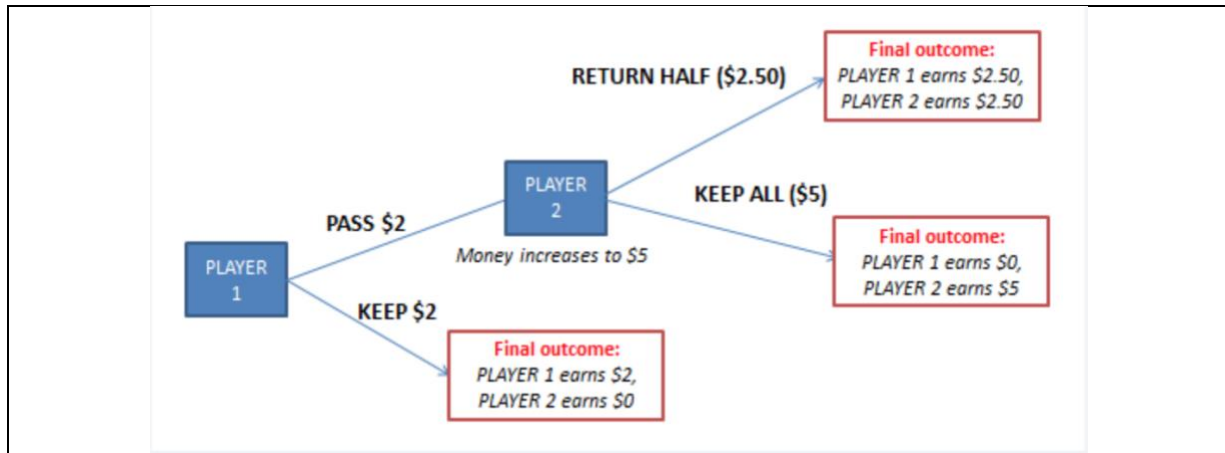 RETURN HALF ($2.50)
Final outcome:
PLAYER 1 earns $2.50,
PLAYER 2 earns $2.50
PLAYER
2
KEEP ALL ($5)
PASS $2
Money increases to $5
Final outcome:
PLAYER 1 earns $0,
PLAYER 2 earns $5
PLAYER
1
KEEP $2
Final outcome:
PLAYER 1 earns $2,
PLAYER 2 earns $0